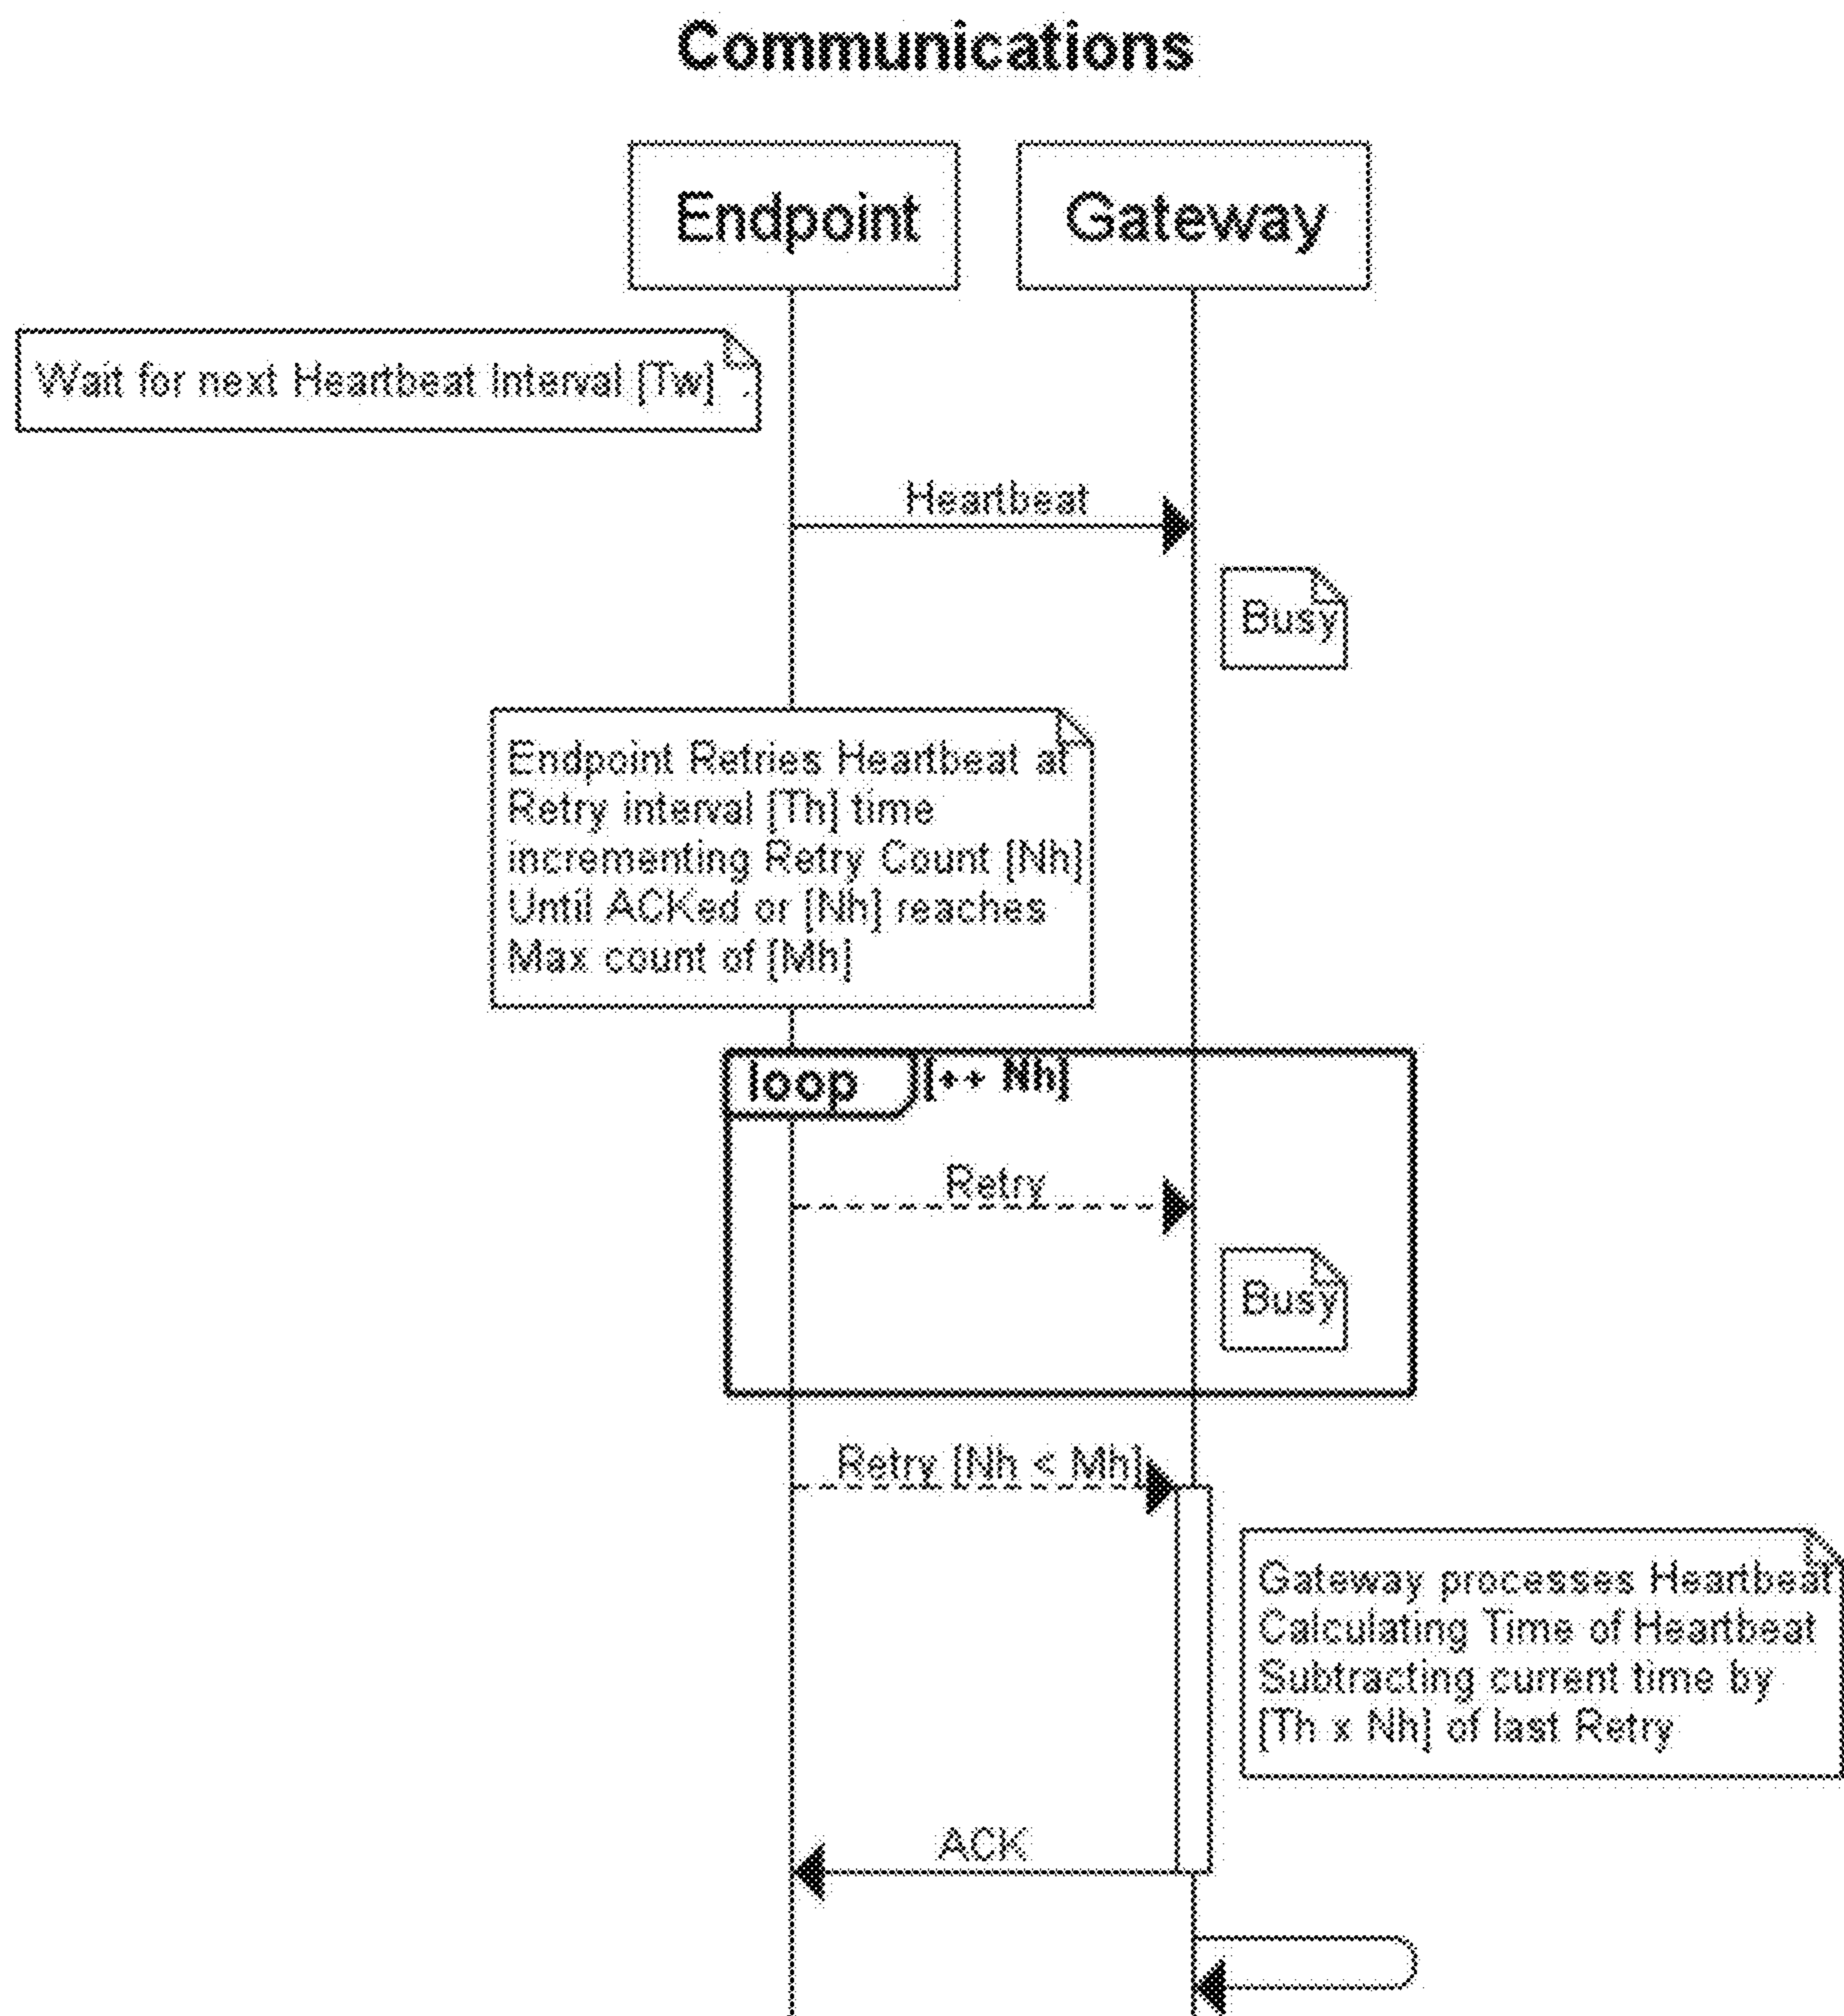 Communications
Endpoint
Gateway
Wait for next Heartbeat Interval [Tw]
Heartbeat
Busy
Endpoint Retries Heartbeat at
Retry interval [Th] time
incrementing Retry Count [Nh]
Until ACKed or [Nh] reaches
Max count of [Mh]
loop [++ Nh]
Retry
Busy
Retry [Nh < Mh]
Gateway processes Heartbeat
Calculating Time of Heartbeat
Subtracting current time by
[Th x Nh] of last Retry
ACK